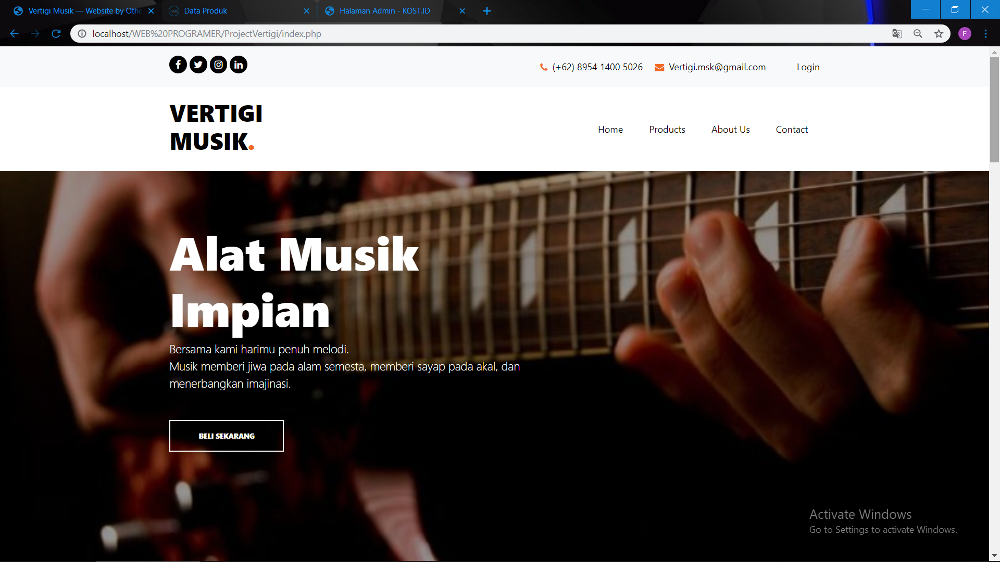 Vertigi Musik — Website by Othe
Data Produk
Halaman Admin - KOST.ID
localhost/WEB%20PROGRAMER/ProjectVertigi/index.php
F
(+62) 8954 1400 5026
Vertigi.msk@gmail.com
Login
VERTIGI
MUSIK.
Home
Products
About Us
Contact
Alat Musik
Impian
Bersama kami harimu penuh melodi.
Musik memberi jiwa pada alam semesta, memberi sayap pada akal, dan
menerbangkan imajinasi.
BELI SEKARANG
Activate Windows
Go to Settings to activate Windows.